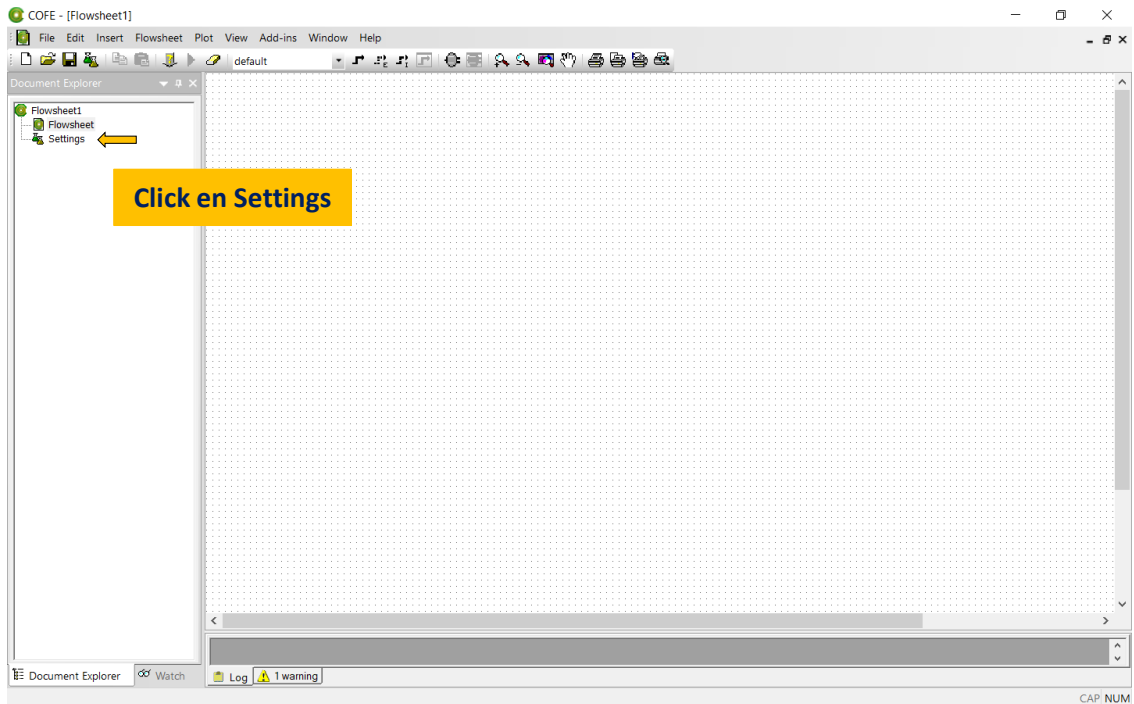 COFE - [Flowsheet1]
File Edit Insert Flowsheet Plot View Add-ins Window Help
default
Document Explorer
Flowsheet1
Flowsheet
Settings
Click en Settings
Document Explorer Watch
Log 1 warning
CAP NUM